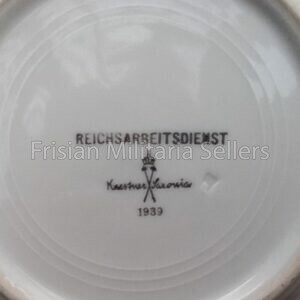 REICHSARBEITSDIENST
Frisian Militaria Sellers
Kaestner Saxonia
1939